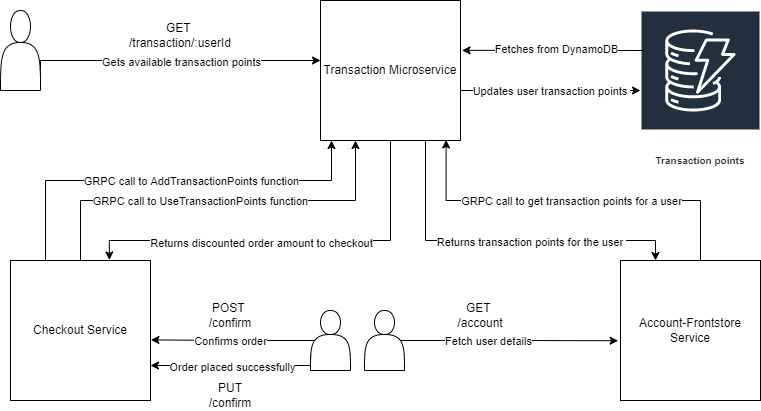 GET
/transaction/:userId
Gets available transaction points
Transaction Microservice
Fetches from DynamoDB
Updates user transaction points
Transaction points
GRPC call to AddTransactionPoints function
GRPC call to UseTransactionPoints function
GRPC call to get transaction points for a user
Returns discounted order amount to checkout
Returns transaction points for the user
Checkout Service
POST
/confirm
Confirms order
Order placed successfully
PUT
/confirm
GET
/account
Fetch user details
Account-Frontstore
Service